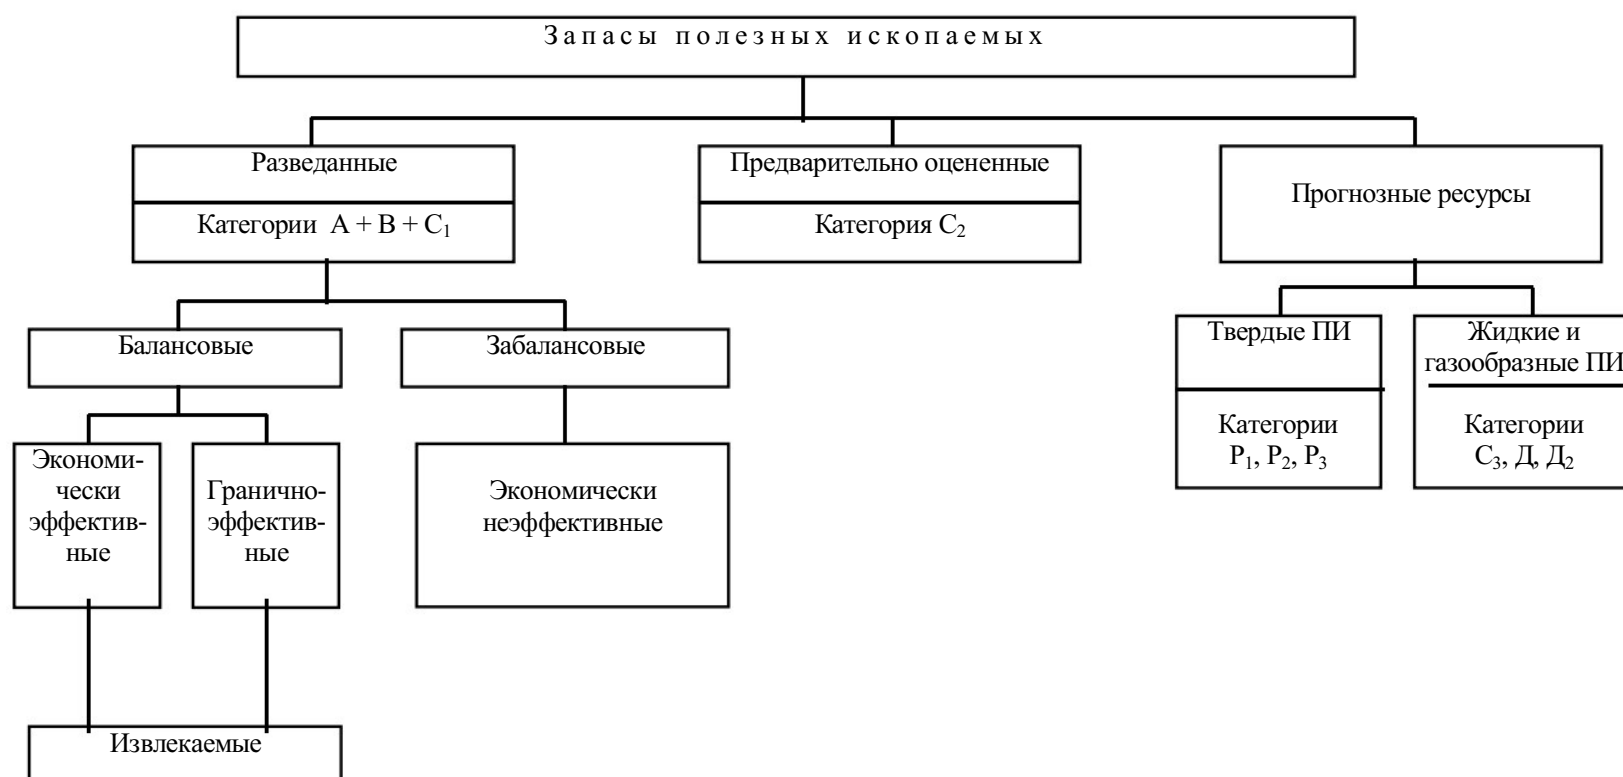 Запасы полезных ископаемых
Разведанные
Категории А + В + С₁
Предварительно оцененные
Категория С₂
Прогнозные ресурсы
Балансовые
Забалансовые
Твердые ПИ
Категории
Р₁, Р₂, Р₃
Жидкие и
газообразные ПИ
Категории
С₃, Д, Д₂
Экономи-
чески
эффектив-
ные
Гранично-
эффектив-
ные
Экономически
неэффективные
Извлекаемые